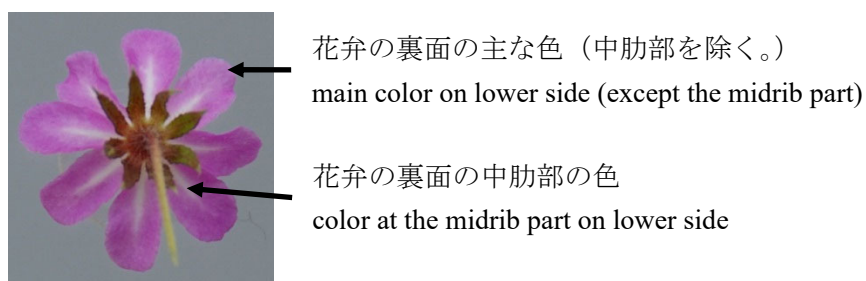 花弁の裏面の主な色（中肋部を除く。）
main color on lower side (except the midrib part)
花弁の裏面の中肋部の色
color at the midrib part on lower side